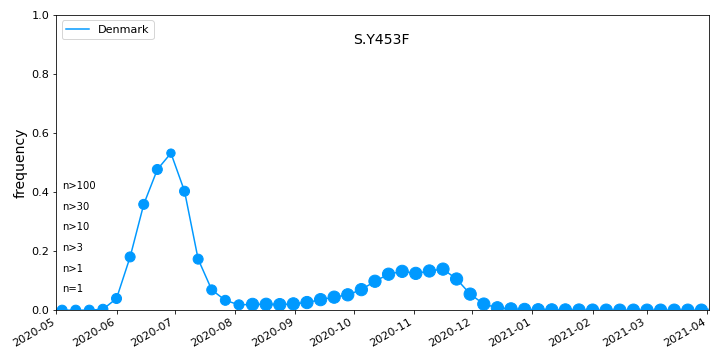 S.Y453F
Denmark
frequency
1.0
0.8
0.6
0.4
0.2
0.0
n>100
n>30
n>10
n>3
n>1
n=1
2020-05
2020-06
2020-07
2020-08
2020-09
2020-10
2020-11
2020-12
2021-01
2021-02
2021-03
2021-04